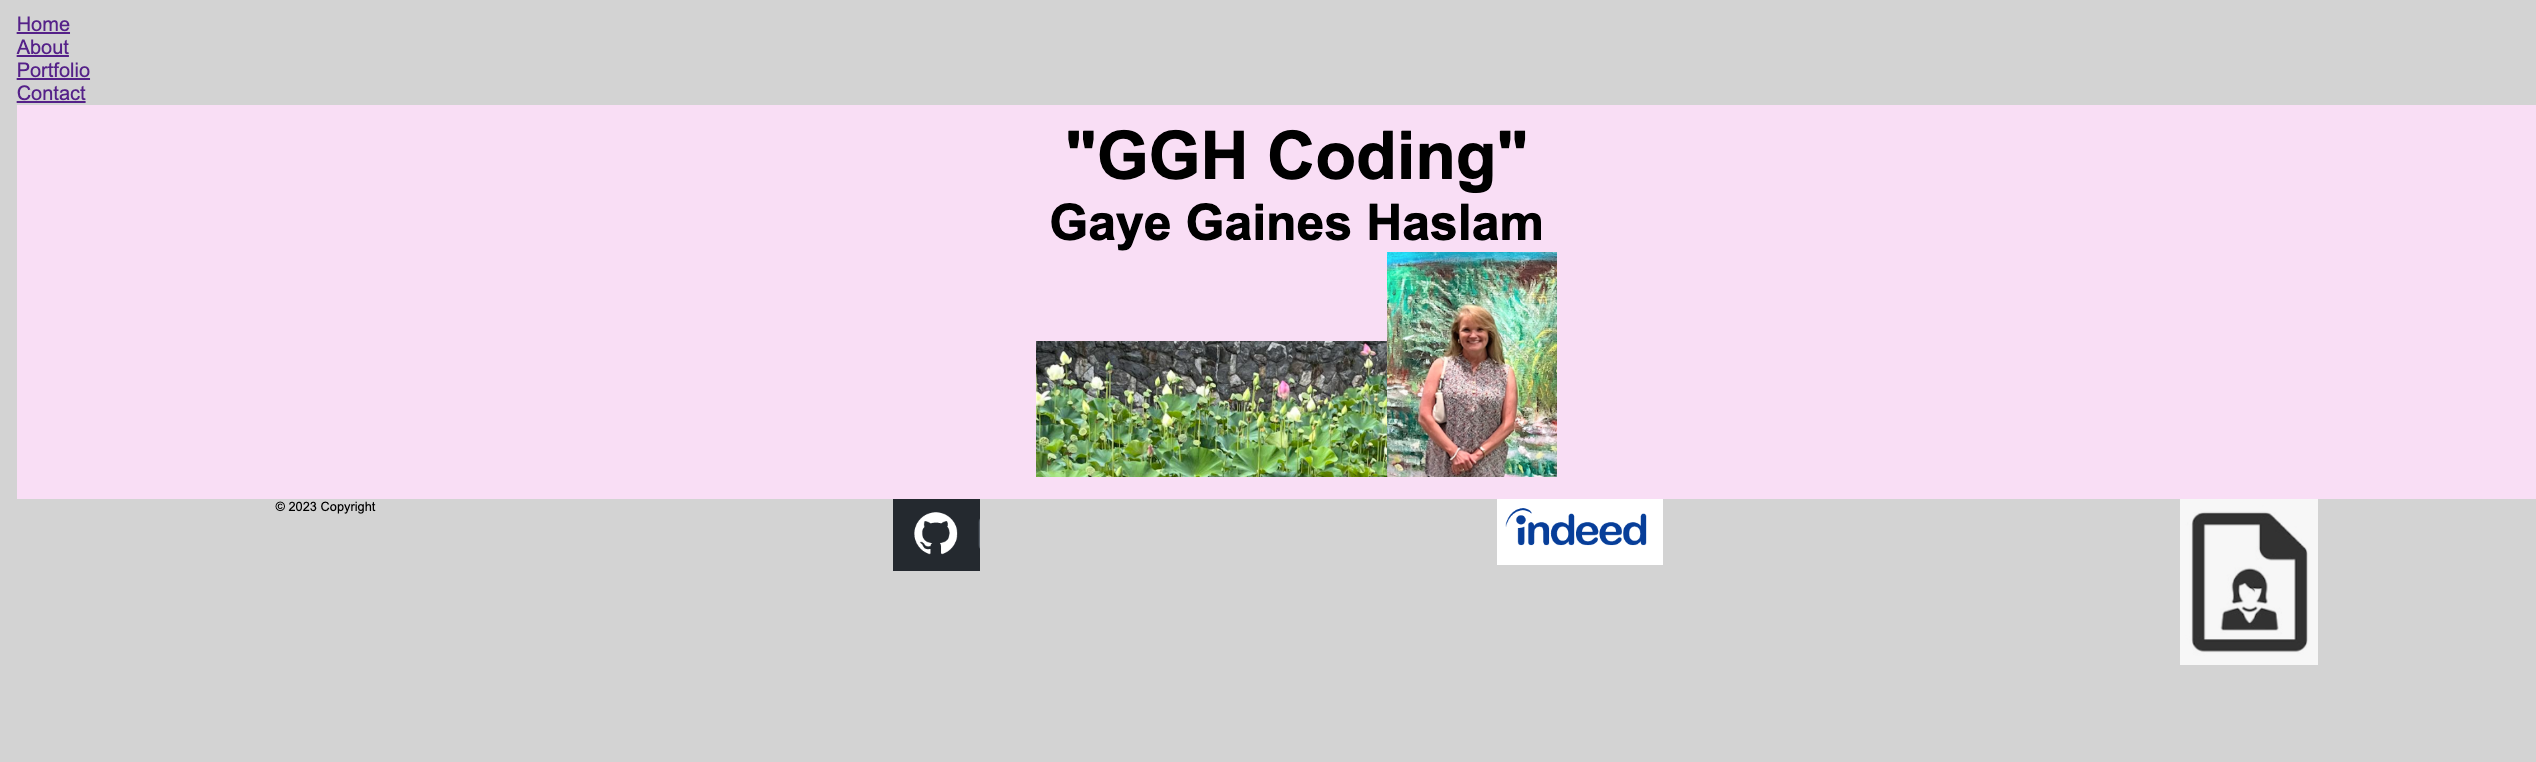 Home
About
Portfolio
Contact
"GGH Coding"
Gaye Gaines Haslam
© 2023 Copyright
indeed